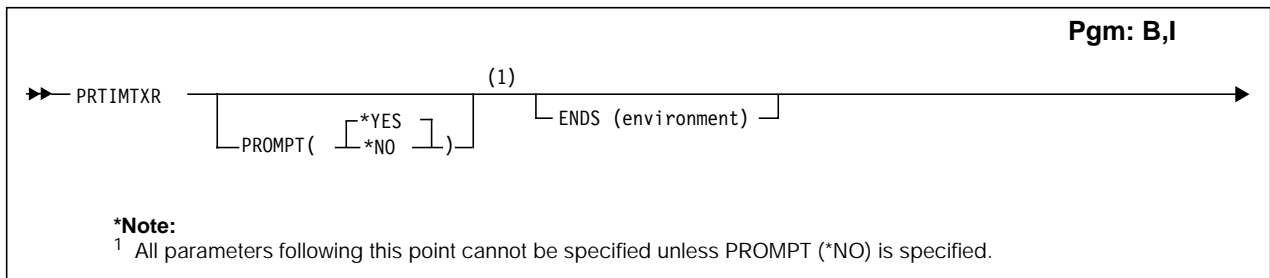 Pgm: B,I
(1)
PRTIMTXR
ENDS (environment)
*YES
PROMPT( *NO )
*Note:
1 All parameters following this point cannot be specified unless PROMPT (*NO) is specified.